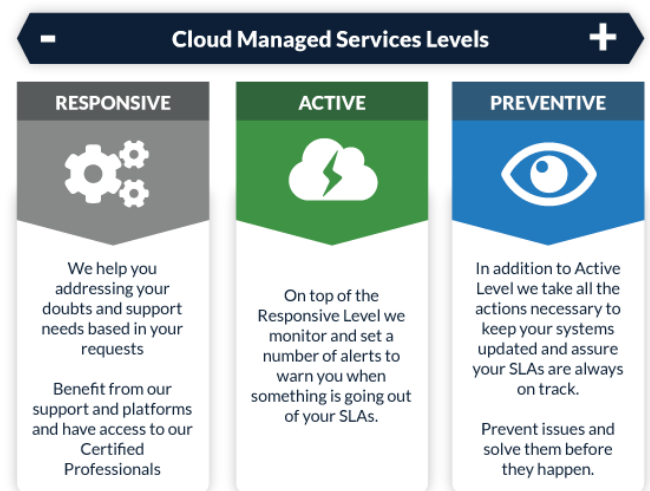 -
Cloud Managed Services Levels
+
RESPONSIVE
We help you
addressing your
doubts and support
needs based in your
requests
Benefit from our
support and platforms
and have access to our
Certified
Professionals
ACTIVE
On top of the
Responsive Level we
monitor and set a
number of alerts to
warn you when
something is going out
of your SLAs.
PREVENTIVE
In addition to Active
Level we take all the
actions necessary to
keep your systems
updated and assure
your SLAs are always
on track.
Prevent issues and
solve them before
they happen.